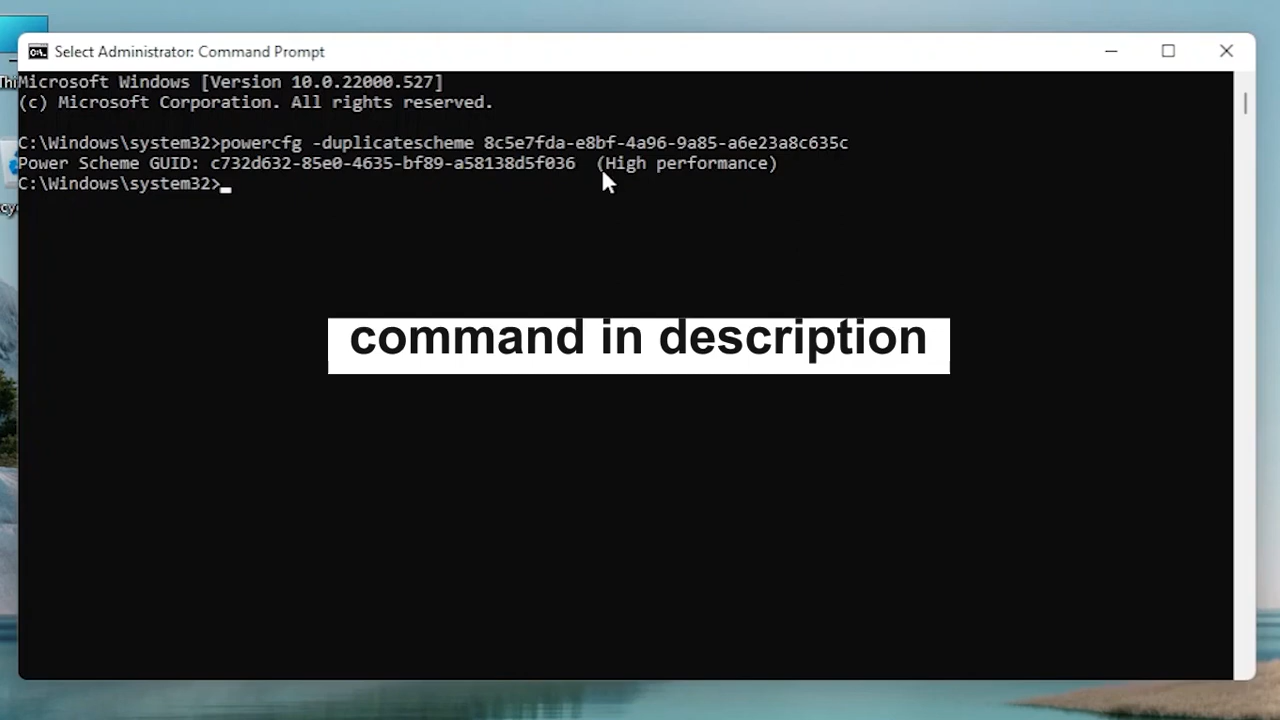 Select Administrator: Command Prompt
Microsoft Windows [Version 10.0.22000.527]
(c) Microsoft Corporation. All rights reserved.
C:\Windows\system32>powercfg -duplicatescheme 8c5e7fda-e8bf-4a96-9a85-a6e23a8c635c
Power Scheme GUID: c732d632-85e0-4635-bf89-a58138d5f036  (High performance)
C:\Windows\system32>
command in description